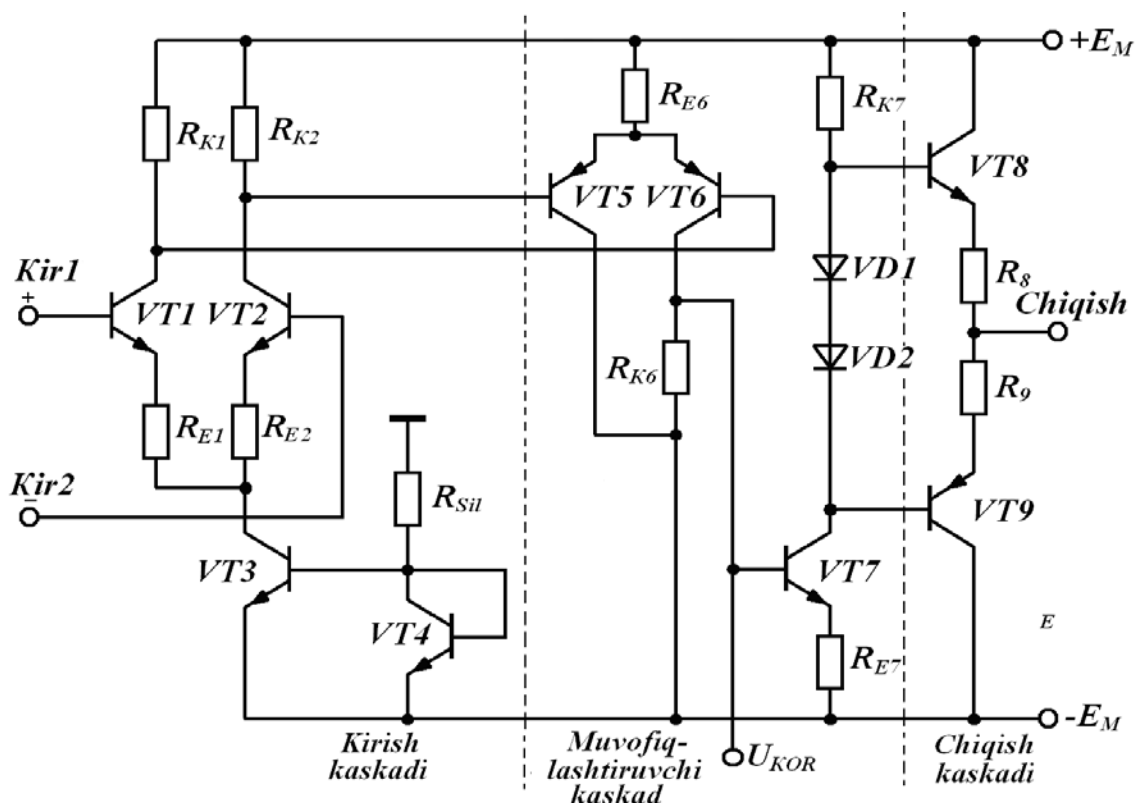 +E_M
R_E6
R_K7
R_K1
R_K2
VT8
VT5
VT6
Kir1
+
VD1
R_8
Chiqish
VT1
VT2
VD2
R_K6
R_9
R_E1
R_E2
Kir2
-
R_Sil
VT9
VT3
VT7
VT4
E
R_E7
-E_M
Kirish
kaskadi
Muvofiq-
lashtiruvchi
kaskad
U_KOR
Chiqish
kaskadi